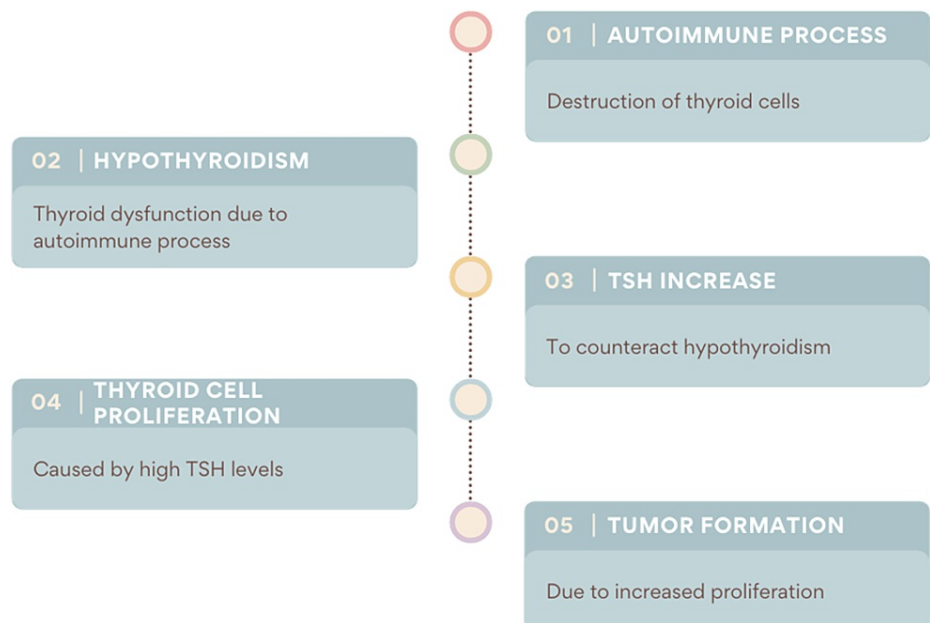 01 | AUTOIMMUNE PROCESS
Destruction of thyroid cells
02 | HYPOTHYROIDISM
Thyroid dysfunction due to
autoimmune process
03 | TSH INCREASE
To counteract hypothyroidism
04 | THYROID CELL
PROLIFERATION
Caused by high TSH levels
05 | TUMOR FORMATION
Due to increased proliferation